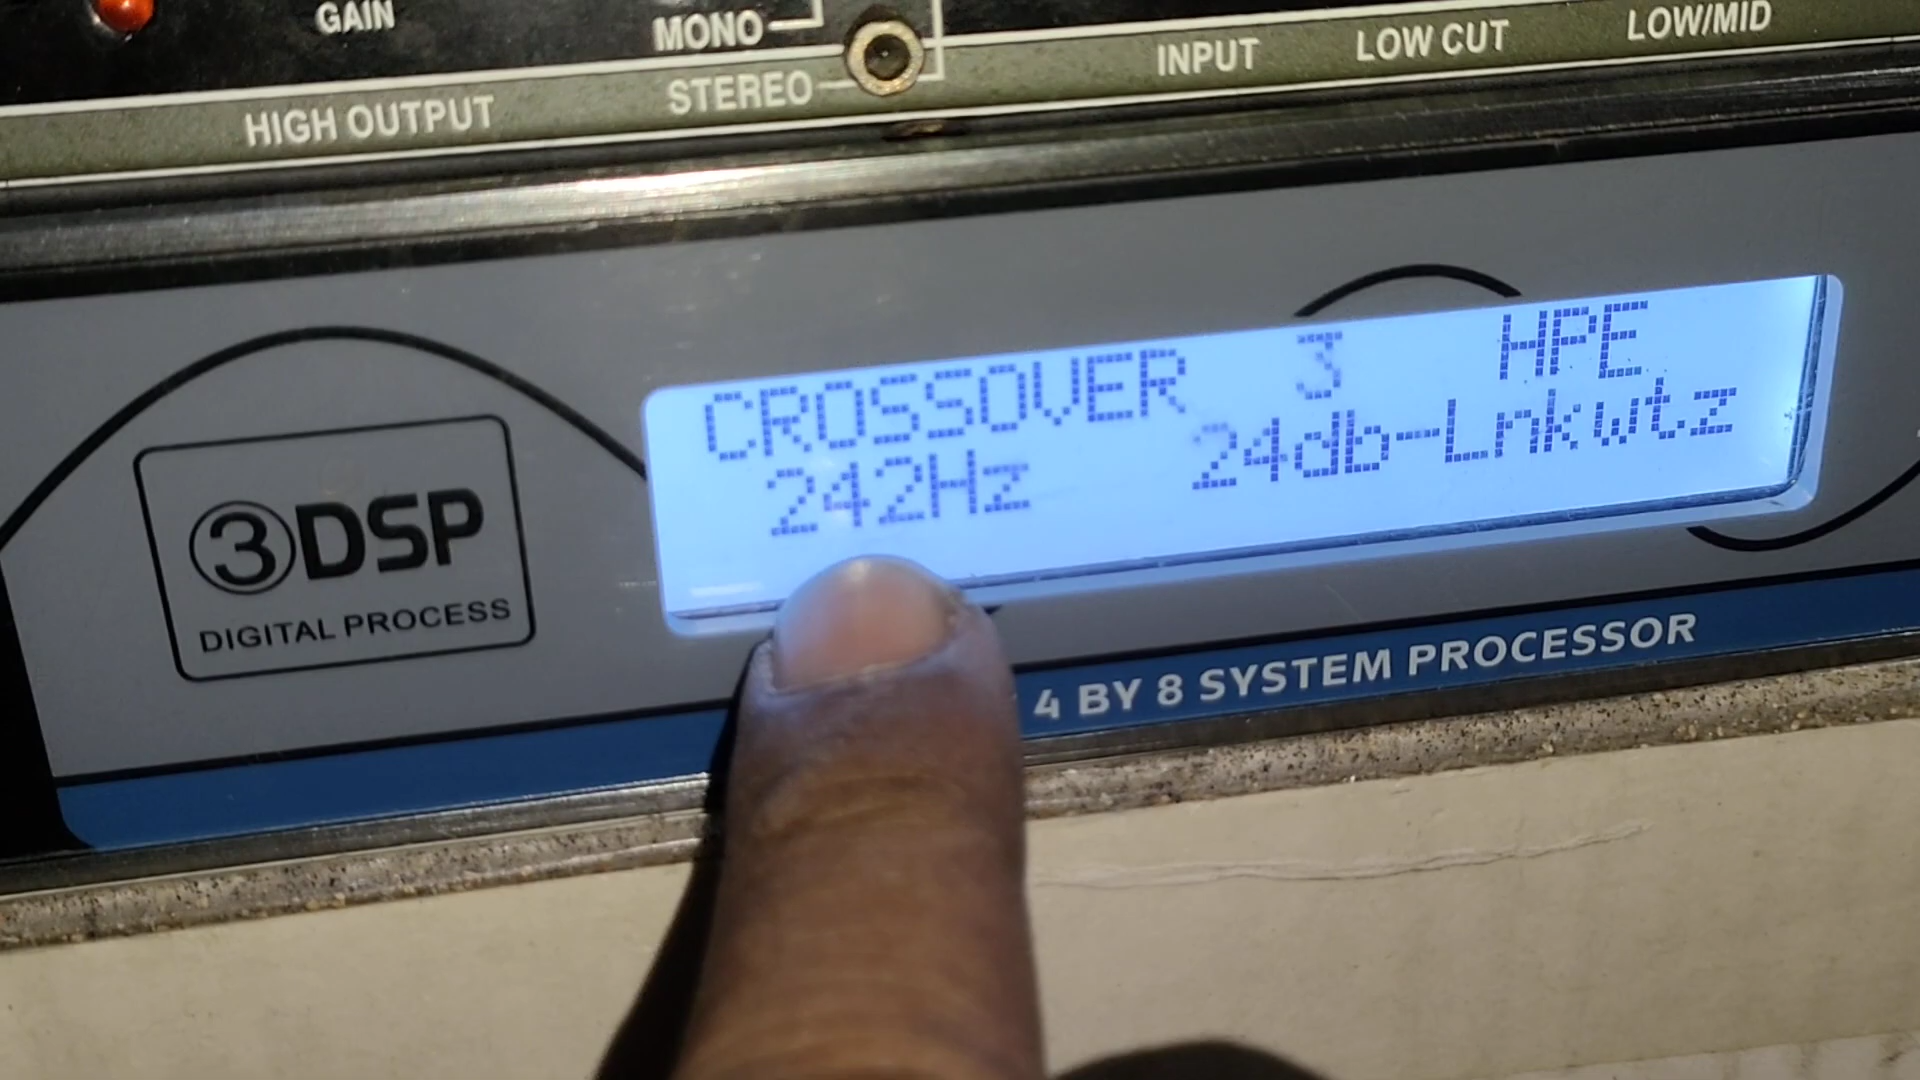 GAIN
MONO
STEREO
HIGH OUTPUT
INPUT
LOW CUT
LOW/MID
CROSSOVER 3 HPE
242Hz 24db-Lnkwtz
3DSP
DIGITAL PROCESS
4 BY 8 SYSTEM PROCESSOR